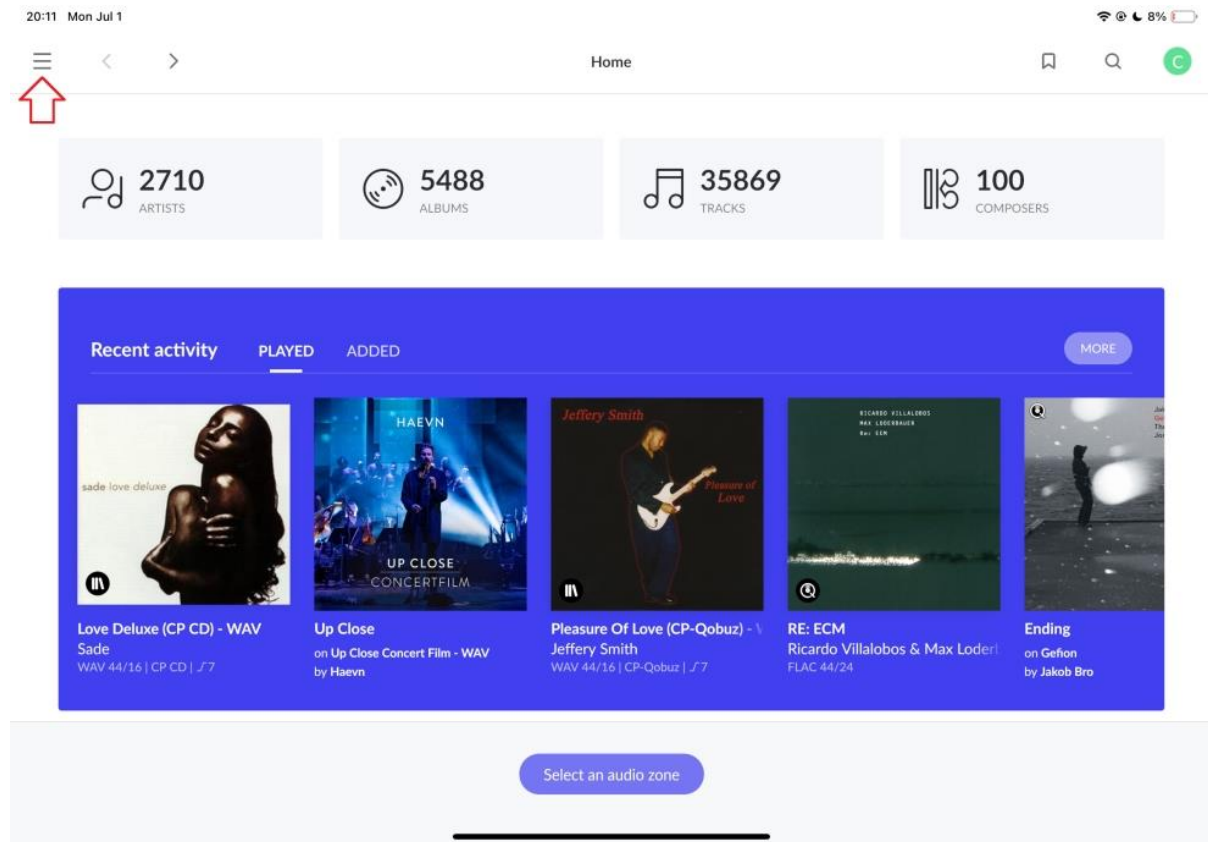 20:11 Mon Jul 1
8%
Home
C
2710
ARTISTS
5488
ALBUMS
35869
TRACKS
100
COMPOSERS
Recent activity PLAYED ADDED MORE
sade love deluxe
HAEVN
UP CLOSE
CONCERTFILM
Jeffery Smith
Pleasure of
Love
RICARDO VILLALOBOS
MAX LODERBAUER
Re: ECM
Love Deluxe (CP CD) - WAV
Sade
WAV 44/16 | CP CD | 7
Up Close
on Up Close Concert Film - WAV
by Haevn
Pleasure Of Love (CP-Qobuz) -
Jeffery Smith
WAV 44/16 | CP-Qobuz | 7
RE: ECM
Ricardo Villalobos & Max Loder
FLAC 44/24
Ending
on Gefion
by Jakob Bro
Select an audio zone